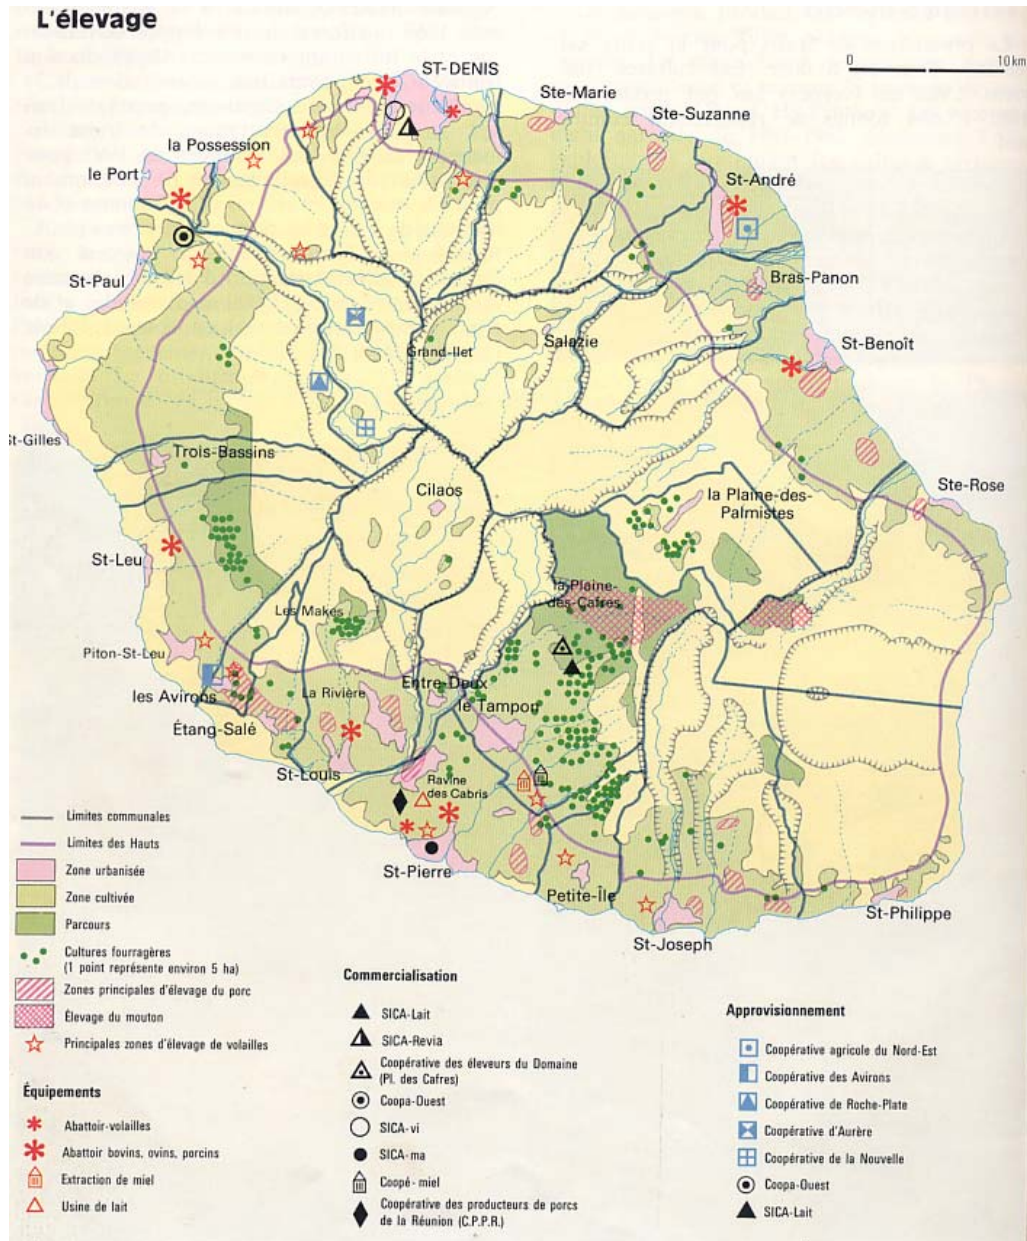 L'élevage
0
10 km
ST-DENIS
Ste-Marie
Ste-Suzanne
la Possession
le Port
St-André
St-Paul
Bras-Panon
Grand-Ilet
Salazie
St-Benoît
St-Gilles
Trois-Bassins
Cilaos
la Plaine-des-
Palmistes
Ste-Rose
St-Leu
la Plaine-
des-Cafres
Les Makes
Piton-St-Leu
les Avirons
La Rivière
Entre-Deux
le Tampon
Étang-Salé
St-Louis
Ravine
des Cabris
St-Pierre
Petite-Île
St-Joseph
St-Philippe
Limites communales
Limites des Hauts
Zone urbanisée
Zone cultivée
Parcours
Cultures fourragères
(1 point représente environ 5 ha)
Zones principales d'élevage du porc
Élevage du mouton
Principales zones d'élevage de volailles
Équipements
Abattoir-volailles
Abattoir bovins, ovins, porcins
Extraction de miel
Usine de lait
Commercialisation
SICA-Lait
SICA-Revia
Coopérative des éleveurs du Domaine
(Pl. des Cafres)
Coopa-Ouest
SICA-vi
SICA-ma
Coopé-miel
Coopérative des producteurs de porcs
de la Réunion (C.P.P.R.)
Approvisionnement
Coopérative agricole du Nord-Est
Coopérative des Avirons
Coopérative de Roche-Plate
Coopérative d'Aurère
Coopérative de la Nouvelle
Coopa-Ouest
SICA-Lait